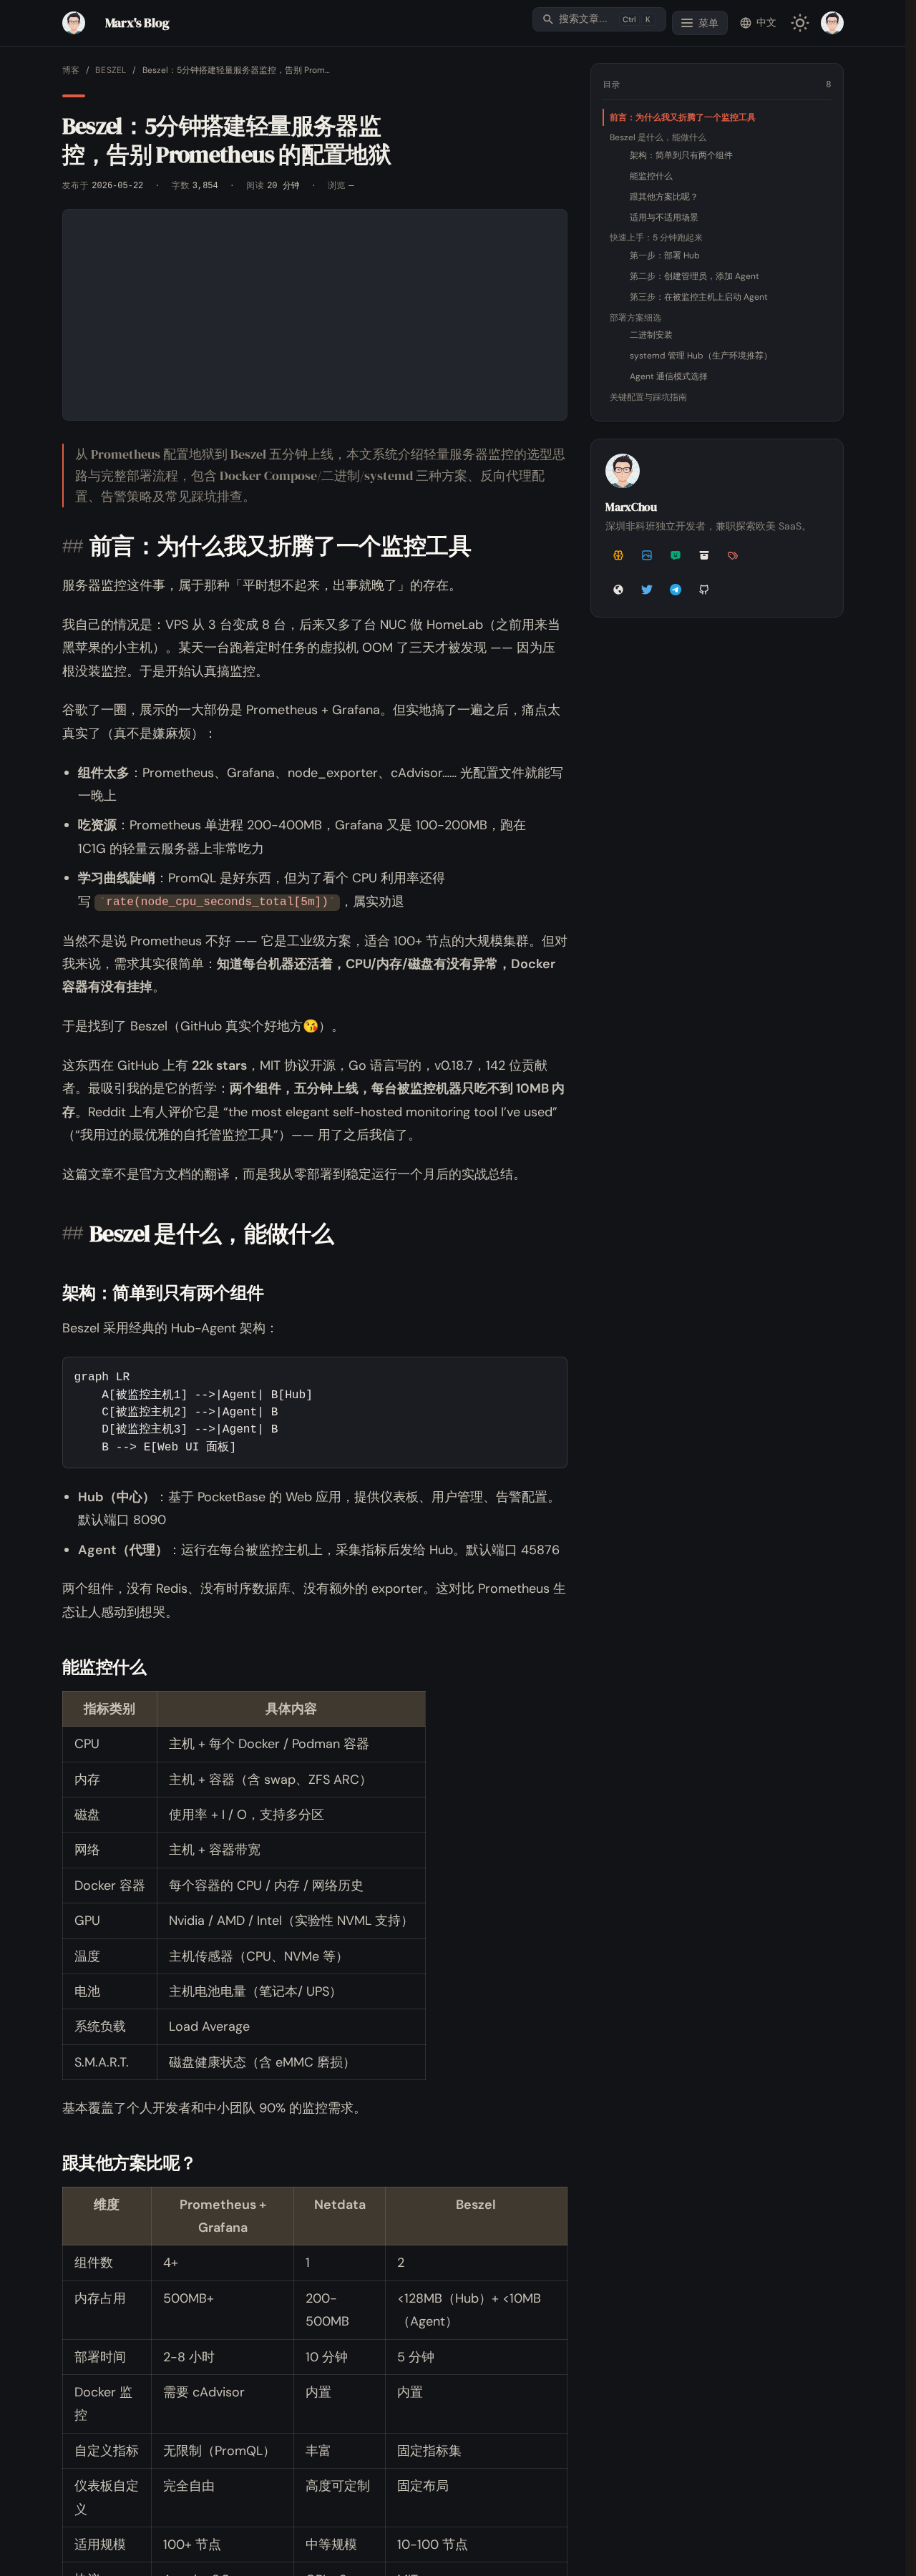 Marx's Blog
搜索文章...
Ctrl K
菜单
中文
博客 / BESZEL / Beszel：5分钟搭建轻量服务器监控，告别 Prom...
Beszel：5分钟搭建轻量服务器监
控，告别 Prometheus 的配置地狱
发布于 2026-05-22 · 字数 3,854 · 阅读 20 分钟 · 浏览 —
从 Prometheus 配置地狱到 Beszel 五分钟上线，本文系统介绍轻量服务器监控的选型思
路与完整部署流程，包含 Docker Compose/二进制/systemd 三种方案、反向代理配
置、告警策略及常见踩坑排查。
## 前言：为什么我又折腾了一个监控工具
服务器监控这件事，属于那种「平时想不起来，出事就晚了」的存在。
我自己的情况是：VPS 从 3 台变成 8 台，后来又多了台 NUC 做 HomeLab（之前用来当
黑苹果的小主机）。某天一台跑着定时任务的虚拟机 OOM 了三天才被发现 —— 因为压
根没装监控。于是开始认真搞监控。
谷歌了一圈，展示的一大部份是 Prometheus + Grafana。但实地搞了一遍之后，痛点太
真实了（真不是嫌麻烦）：
• 组件太多：Prometheus、Grafana、node_exporter、cAdvisor…… 光配置文件就能写
一晚上
• 吃资源：Prometheus 单进程 200-400MB，Grafana 又是 100-200MB，跑在
1C1G 的轻量云服务器上非常吃力
• 学习曲线陡峭：PromQL 是好东西，但为了看个 CPU 利用率还得
写 `rate(node_cpu_seconds_total[5m])`，属实劝退
当然不是说 Prometheus 不好 —— 它是工业级方案，适合 100+ 节点的大规模集群。但对
我来说，需求其实很简单：知道每台机器还活着，CPU/内存/磁盘有没有异常，Docker
容器有没有挂掉。
于是找到了 Beszel（GitHub 真实个好地方😘）。
这东西在 GitHub 上有 22k stars，MIT 协议开源，Go 语言写的，v0.18.7，142 位贡献
者。最吸引我的是它的哲学：两个组件，五分钟上线，每台被监控机器只吃不到 10MB 内
存。Reddit 上有人评价它是 “the most elegant self-hosted monitoring tool I’ve used”
（“我用过的最优雅的自托管监控工具”）—— 用了之后我信了。
这篇文章不是官方文档的翻译，而是我从零部署到稳定运行一个月后的实战总结。
## Beszel 是什么，能做什么
架构：简单到只有两个组件
Beszel 采用经典的 Hub-Agent 架构：
graph LR
    A[被监控主机1] -->|Agent| B[Hub]
    C[被监控主机2] -->|Agent| B
    D[被监控主机3] -->|Agent| B
    B --> E[Web UI 面板]
• Hub（中心）：基于 PocketBase 的 Web 应用，提供仪表板、用户管理、告警配置。
默认端口 8090
• Agent（代理）：运行在每台被监控主机上，采集指标后发给 Hub。默认端口 45876
两个组件，没有 Redis、没有时序数据库、没有额外的 exporter。这对比 Prometheus 生
态让人感动到想哭。
能监控什么
指标类别 具体内容
CPU 主机 + 每个 Docker / Podman 容器
内存 主机 + 容器（含 swap、ZFS ARC）
磁盘 使用率 + I / O，支持多分区
网络 主机 + 容器带宽
Docker 容器 每个容器的 CPU / 内存 / 网络历史
GPU Nvidia / AMD / Intel（实验性 NVML 支持）
温度 主机传感器（CPU、NVMe 等）
电池 主机电池电量（笔记本/ UPS）
系统负载 Load Average
S.M.A.R.T. 磁盘健康状态（含 eMMC 磨损）
基本覆盖了个人开发者和中小团队 90% 的监控需求。
跟其他方案比呢？
维度 Prometheus + Netdata Beszel
Grafana
组件数 4+ 1 2
内存占用 500MB+ 200- <128MB（Hub）+ <10MB
500MB （Agent）
部署时间 2-8 小时 10 分钟 5 分钟
Docker 监 需要 cAdvisor 内置 内置
控
自定义指标 无限制（PromQL） 丰富 固定指标集
仪表板自定 完全自由 高度可定制 固定布局
义
适用规模 100+ 节点 中等规模 10-100 节点
目录 8
前言：为什么我又折腾了一个监控工具
Beszel 是什么，能做什么
架构：简单到只有两个组件
能监控什么
跟其他方案比呢？
适用与不适用场景
快速上手：5 分钟跑起来
第一步：部署 Hub
第二步：创建管理员，添加 Agent
第三步：在被监控主机上启动 Agent
部署方案细选
二进制安装
systemd 管理 Hub（生产环境推荐）
Agent 通信模式选择
关键配置与踩坑指南
MarxChou
深圳非科班独立开发者，兼职探索欧美 SaaS。